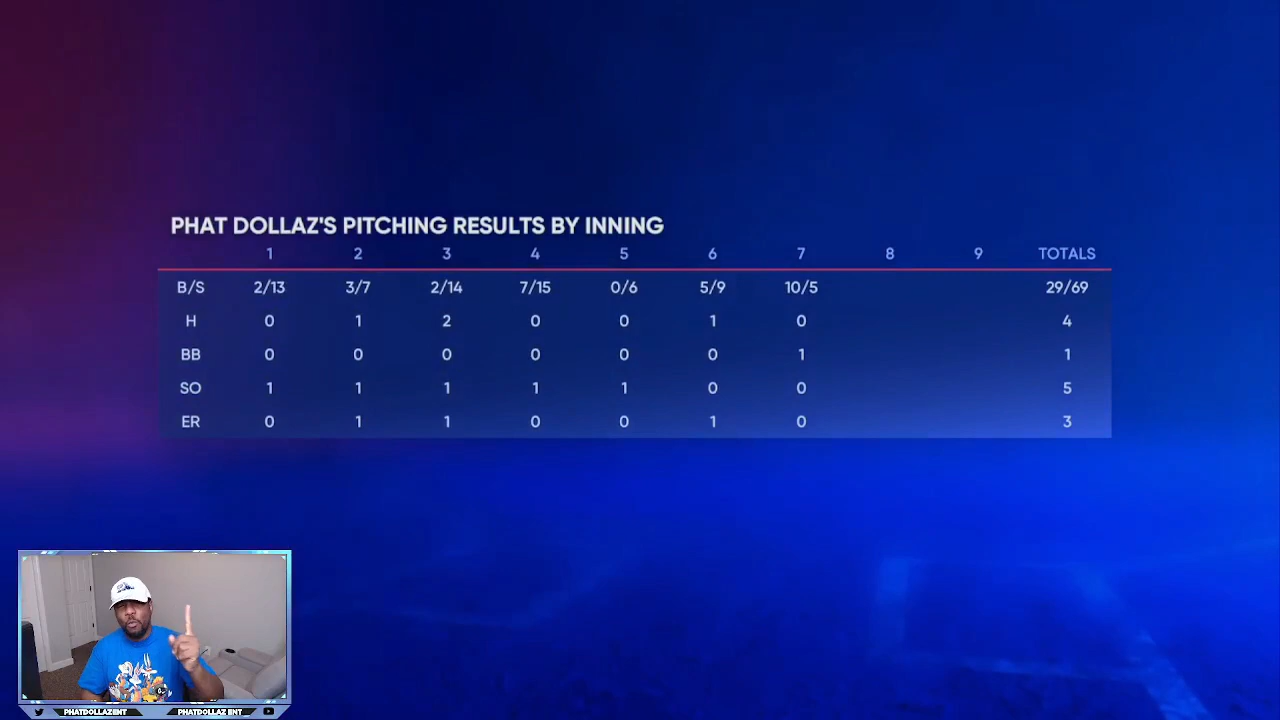 PHAT DOLLAZ'S PITCHING RESULTS BY INNING
1 2 3 4 5 6 7 8 9 TOTALS
B/S 2/13 3/7 2/14 7/15 0/6 5/9 10/5 29/69
H 0 1 2 0 0 1 0 4
BB 0 0 0 0 0 0 1 1
SO 1 1 1 1 1 0 0 5
ER 0 1 1 0 0 1 0 3
PHATDOLLAZENT PHATDOLLAZ ENT